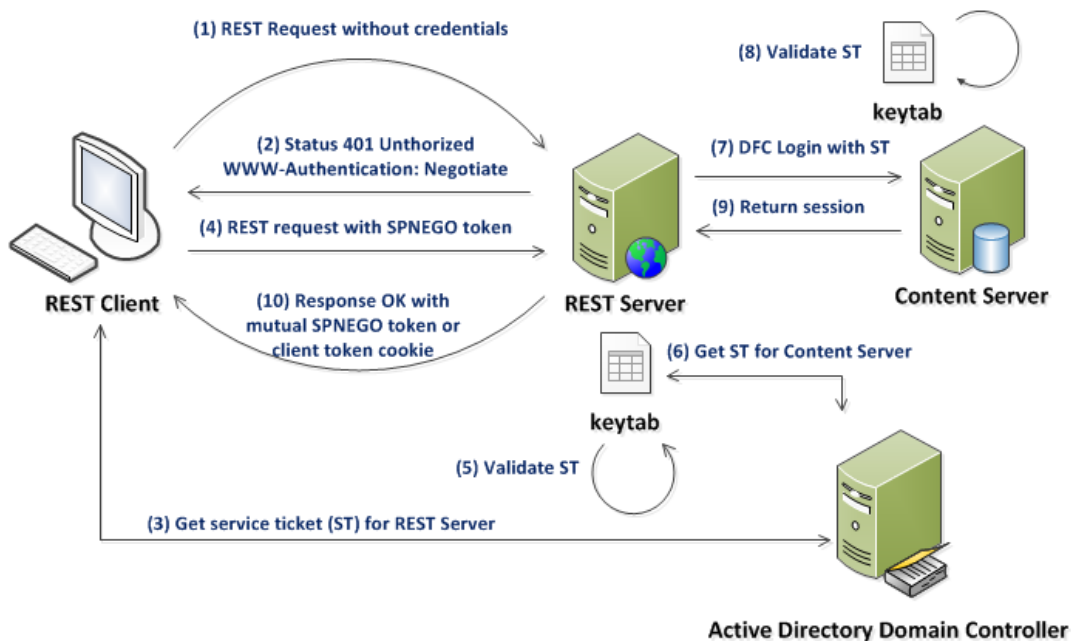 (1) REST Request without credentials
(8) Validate ST
keytab
(2) Status 401 Unthorized
WWW-Authentication: Negotiate
(7) DFC Login with ST
(4) REST request with SPNEGO token
(9) Return session
REST Client
REST Server
Content Server
(10) Response OK with
mutual SPNEGO token or
client token cookie
(6) Get ST for Content Server
keytab
(5) Validate ST
(3) Get service ticket (ST) for REST Server
Active Directory Domain Controller